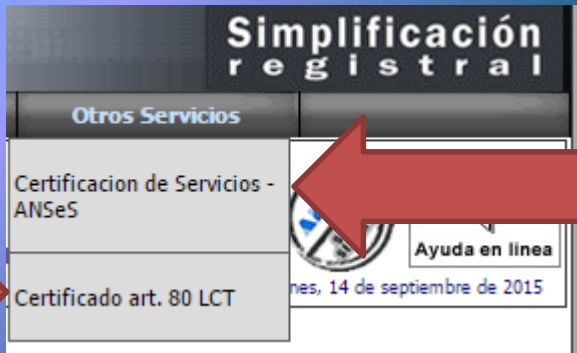 Simplificación
registral
Otros Servicios
Certificacion de Servicios -
ANSeS
Ayuda en linea
Certificado art. 80 LCT
nes, 14 de septiembre de 2015